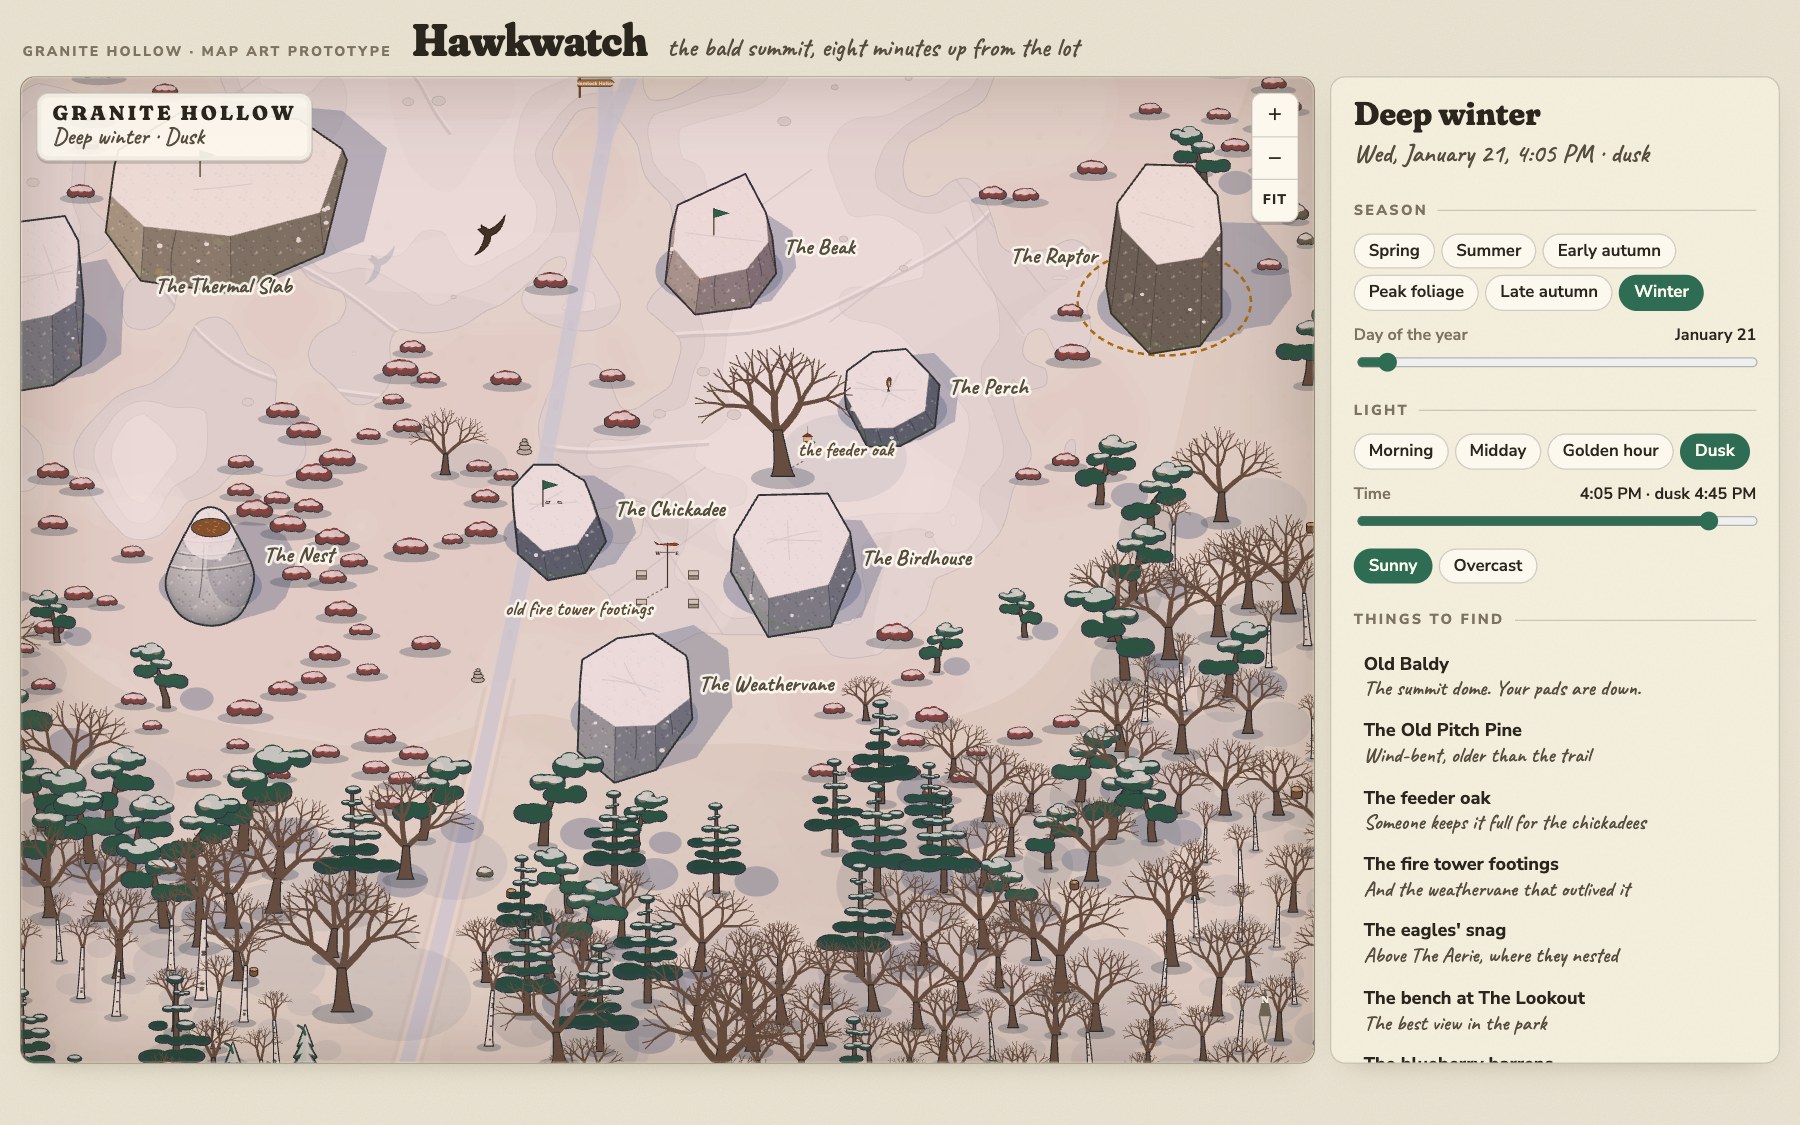 GRANITE HOLLOW · MAP ART PROTOTYPE
Hawkwatch
the bald summit, eight minutes up from the lot
GRANITE HOLLOW
Deep winter · Dusk
+
−
FIT
The Thermal Slab
The Beak
The Raptor
The Perch
the feeder oak
The Chickadee
The Nest
The Birdhouse
old fire tower footings
The Weathervane
N
Deep winter
Wed, January 21, 4:05 PM · dusk
SEASON
Spring
Summer
Early autumn
Peak foliage
Late autumn
Winter
Day of the year
January 21
LIGHT
Morning
Midday
Golden hour
Dusk
Time
4:05 PM · dusk 4:45 PM
Sunny
Overcast
THINGS TO FIND
Old Baldy
The summit dome. Your pads are down.
The Old Pitch Pine
Wind-bent, older than the trail
The feeder oak
Someone keeps it full for the chickadees
The fire tower footings
And the weathervane that outlived it
The eagles' snag
Above The Aerie, where they nested
The bench at The Lookout
The best view in the park
The blueberry barrens